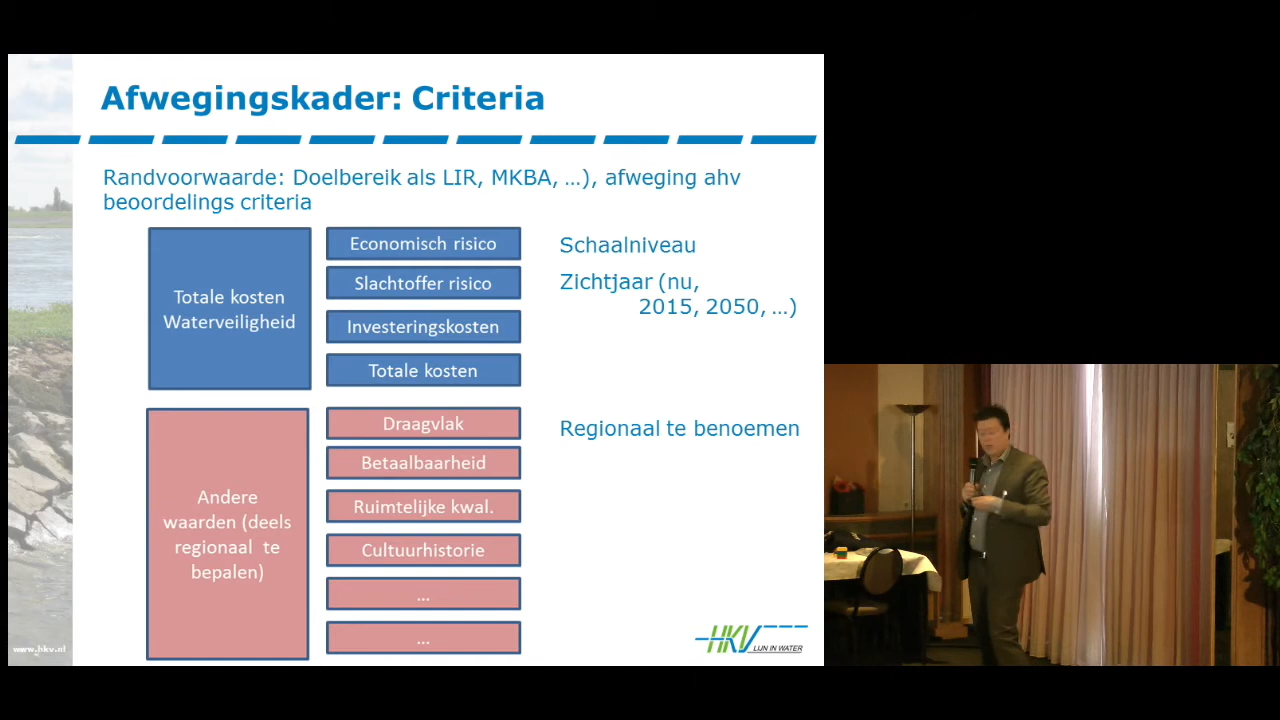 Afwegingskader: Criteria
Randvoorwaarde: Doelbereik als LIR, MKBA, …), afweging ahv
beoordelings criteria
Totale kosten
Waterveiligheid
Economisch risico
Slachtoffer risico
Investeringskosten
Totale kosten
Schaalniveau
Zichtjaar (nu,
2015, 2050, …)
Andere
waarden (deels
regionaal te
bepalen)
Draagvlak
Betaalbaarheid
Ruimtelijke kwal.
Cultuurhistorie
…
…
Regionaal te benoemen
www.hkv.nl
HKV
LIJN IN WATER